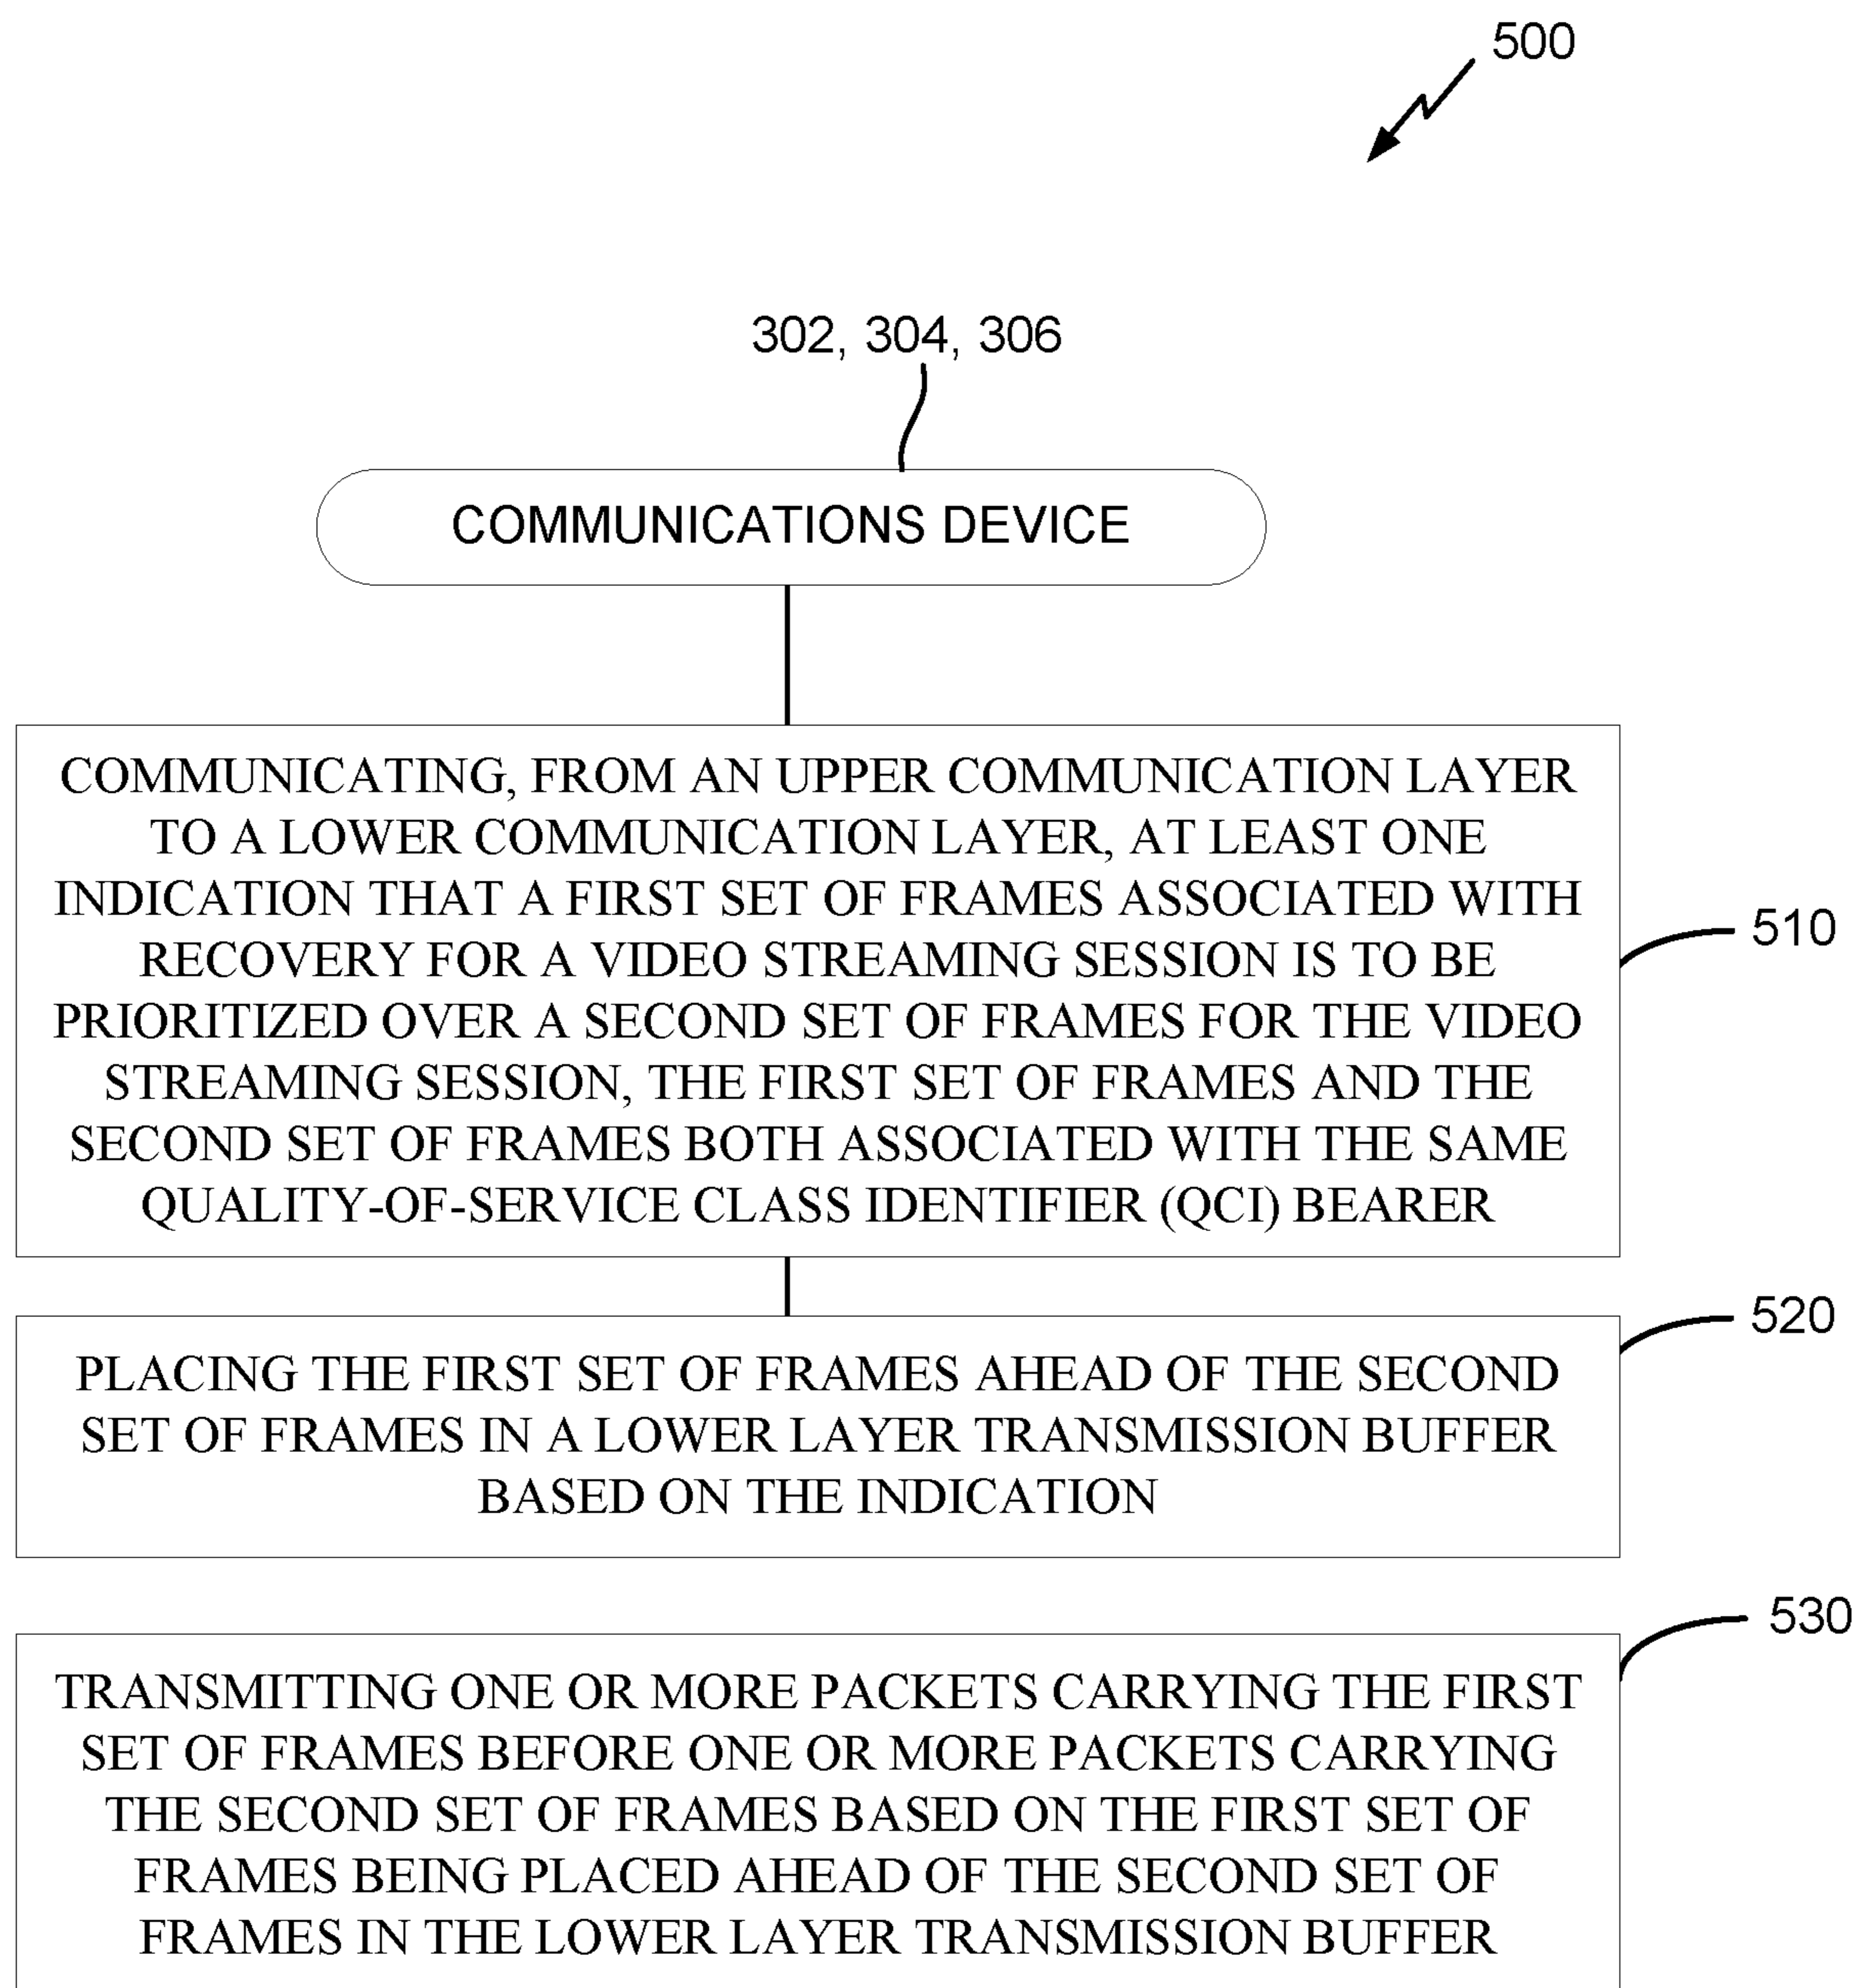 500
302, 304, 306
COMMUNICATIONS DEVICE
COMMUNICATING, FROM AN UPPER COMMUNICATION LAYER
TO A LOWER COMMUNICATION LAYER, AT LEAST ONE
INDICATION THAT A FIRST SET OF FRAMES ASSOCIATED WITH
RECOVERY FOR A VIDEO STREAMING SESSION IS TO BE
PRIORITIZED OVER A SECOND SET OF FRAMES FOR THE VIDEO
STREAMING SESSION, THE FIRST SET OF FRAMES AND THE
SECOND SET OF FRAMES BOTH ASSOCIATED WITH THE SAME
QUALITY-OF-SERVICE CLASS IDENTIFIER (QCI) BEARER
510
PLACING THE FIRST SET OF FRAMES AHEAD OF THE SECOND
SET OF FRAMES IN A LOWER LAYER TRANSMISSION BUFFER
BASED ON THE INDICATION
520
TRANSMITTING ONE OR MORE PACKETS CARRYING THE FIRST
SET OF FRAMES BEFORE ONE OR MORE PACKETS CARRYING
THE SECOND SET OF FRAMES BASED ON THE FIRST SET OF
FRAMES BEING PLACED AHEAD OF THE SECOND SET OF
FRAMES IN THE LOWER LAYER TRANSMISSION BUFFER
530